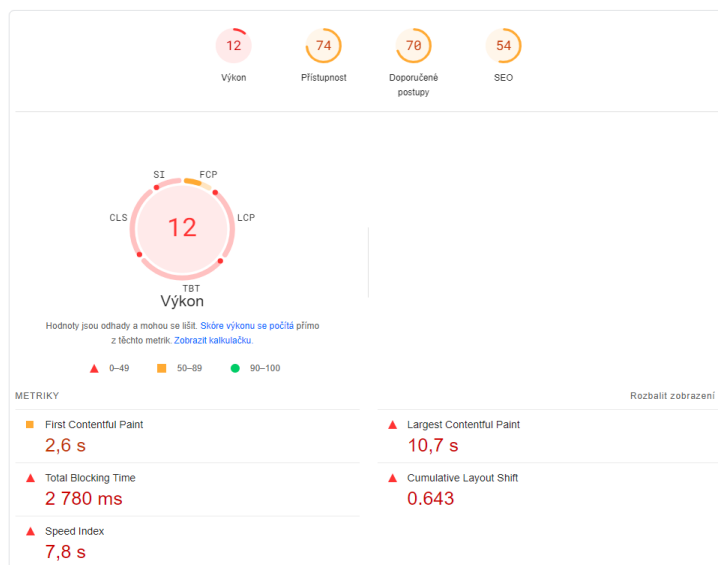 12
74
70
54
Výkon
Přístupnost
Doporučené
postupy
SEO
SI
FCP
CLS
LCP
12
TBT
Výkon
Hodnoty jsou odhady a mohou se lišit. Skóre výkonu se počítá přímo
z těchto metrik. Zobrazit kalkulačku.
0–49
50–89
90–100
METRIKY
Rozbalit zobrazení
First Contentful Paint
2,6 s
Largest Contentful Paint
10,7 s
Total Blocking Time
2 780 ms
Cumulative Layout Shift
0.643
Speed Index
7,8 s